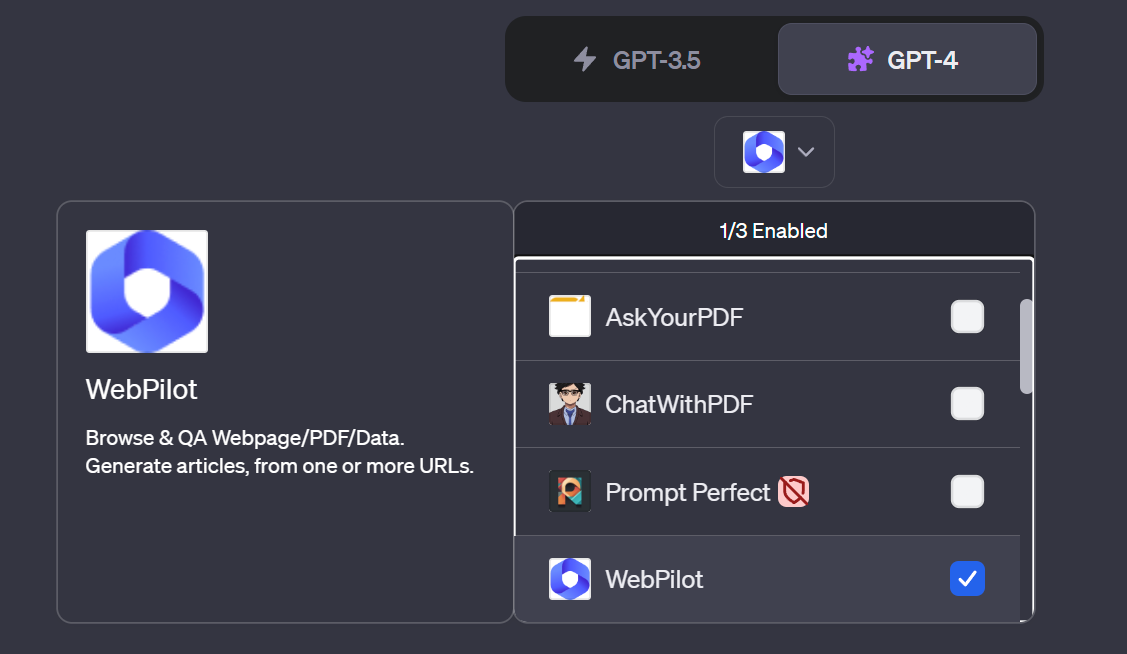 GPT-3.5
GPT-4
WebPilot
Browse & QA Webpage/PDF/Data.
Generate articles, from one or more URLs.
1/3 Enabled
AskYourPDF
ChatWithPDF
Prompt Perfect
WebPilot